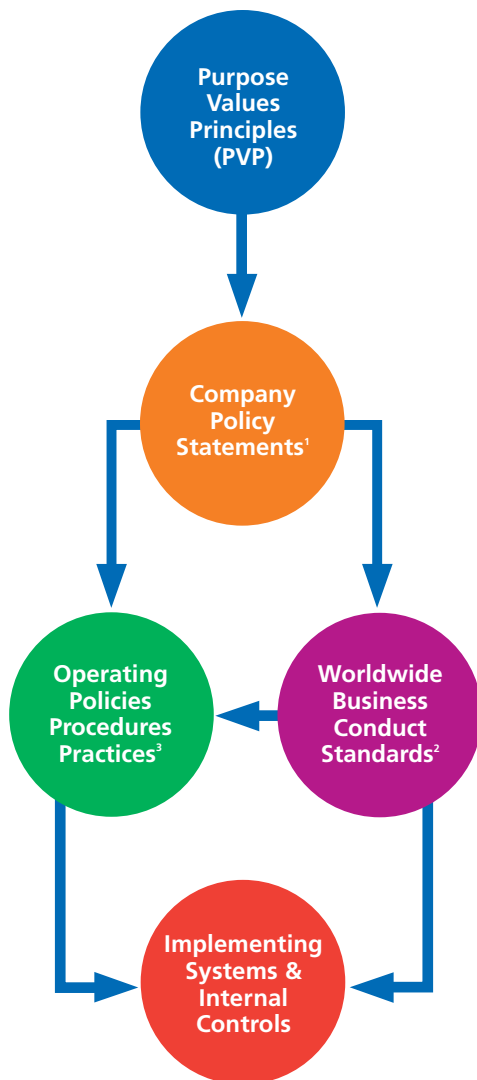 Purpose
Values
Principles
(PVP)
Company
Policy
Statements¹
Operating
Policies
Procedures
Practices³
Worldwide
Business
Conduct
Standards²
Implementing
Systems &
Internal
Controls